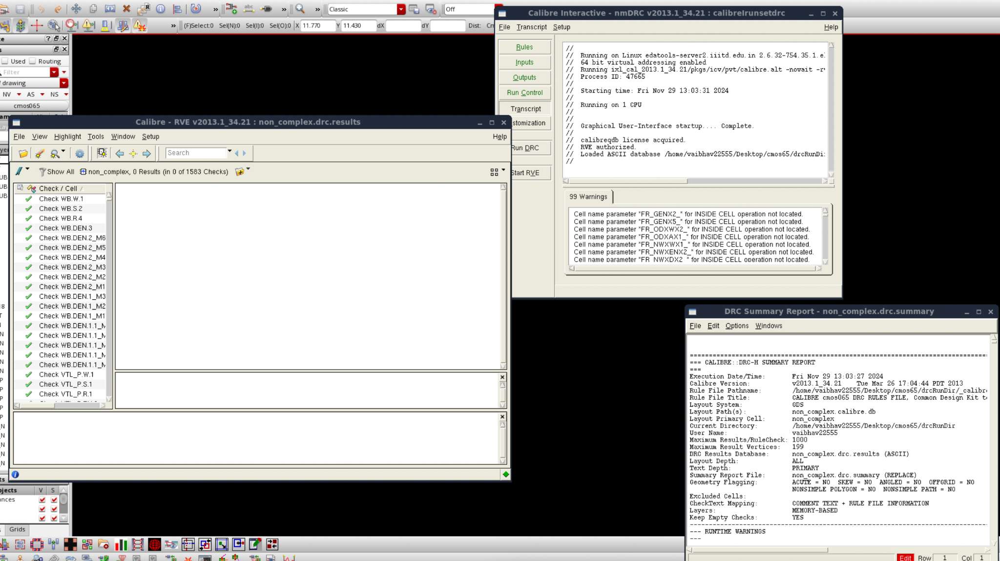 Classic
Off
(F)Select:0 Sel(N):0 Sel(I):0 Sel(O):0 X 11.770 Y 11.430 dX dY Dist:
Used Routing
Filter
drawing
NV AS NS
cmos065
Calibre Interactive - nmDRC v2013.1_34.21 : calibreIrunsetdrc
File Transcript Setup Help
Rules
Inputs
Outputs
Run Control
Transcript
stomization
Run DRC
Start RVE
//
// Running on Linux edatools-server2.iiitd.edu.in 2.6.32-754.35.1.e
// 64 bit virtual addressing enabled
// Running ixl_cal_2013.1_34.21/pkgs/icv/pvt/calibre.alt -nowait
// Process ID: 47665
//
// Starting time: Fri Nov 29 13:03:31 2024
//
// Running on 1 CPU
//
//
// Graphical User-Interface startup.... Complete.
//
// calibreqdb license acquired.
// RVE authorized.
// Loaded ASCII database /home/vaibhav22555/Desktop/cmos65/drcRunDi
//
99 Warnings
Cell name parameter "FR_GENX2_*" for INSIDE CELL operation not located.
Cell name parameter "FR_GENX5_*" for INSIDE CELL operation not located.
Cell name parameter "FR_ODXWX2_*" for INSIDE CELL operation not located.
Cell name parameter "FR_ODXAX1_*" for INSIDE CELL operation not located.
Cell name parameter "FR_NWXWX1_*" for INSIDE CELL operation not located.
Cell name parameter "FR_NWXENX2_*" for INSIDE CELL operation not located.
Cell name parameter "FR_NWXDX2_*" for INSIDE CELL operation not located.
Calibre - RVE v2013.1_34.21 : non_complex.drc.results
File View Highlight Tools Window Setup Help
Search
Show All non_complex, 0 Results (in 0 of 1583 Checks)
Check / Cell
Check WB.W.1
Check WB.S.2
Check WB.R.4
Check WB.DEN.3
Check WB.DEN.2_M6
Check WB.DEN.2_M5
Check WB.DEN.2_M4
Check WB.DEN.2_M3
Check WB.DEN.2_M2
Check WB.DEN.2_M1
Check WB.DEN.1_M3
Check WB.DEN.1_M2
Check WB.DEN.1_M1
Check WB.DEN.1.1_M
Check WB.DEN.1.1_M
Check WB.DEN.1.1_M
Check WB.DEN.1.1_M
Check WB.DEN.1.1_M
Check VTL_P.W.1
Check VTL_P.S.1
Check VTL_P.R.1
DRC Summary Report - non_complex.drc.summary
File Edit Options Windows
=== CALIBRE::DRC-H SUMMARY REPORT
===
Execution Date/Time: Fri Nov 29 13:03:27 2024
Calibre Version: v2013.1_34.21 Tue Mar 26 17:04:44 PDT 2013
Rule File Pathname: /home/vaibhav22555/Desktop/cmos65/drcRunDir/_calibr
Rule File Title: CALIBRE cmos065 DRC RULES FILE, Common Design Kit t
Layout System: GDS
Layout Path(s): non_complex.calibre.db
Layout Primary Cell: non_complex
Current Directory: /home/vaibhav22555/Desktop/cmos65/drcRunDir
User Name: vaibhav22555
Maximum Results/RuleCheck: 1000
Maximum Result Vertices: 199
DRC Results Database: non_complex.drc.results (ASCII)
Layout Depth: ALL
Text Depth: PRIMARY
Summary Report File: non_complex.drc.summary (REPLACE)
Geometry Flagging: ACUTE = NO SKEW = NO ANGLED = NO OFFGRID = NO
NONSIMPLE POLYGON = NO NONSIMPLE PATH = NO
Excluded Cells:
CheckText Mapping: COMMENT TEXT + RULE FILE INFORMATION
Layers: MEMORY-BASED
Keep Empty Checks: YES
--- RUNTIME WARNINGS
---
Edit Row 1 Col 1
bjects V S
ances
Grids